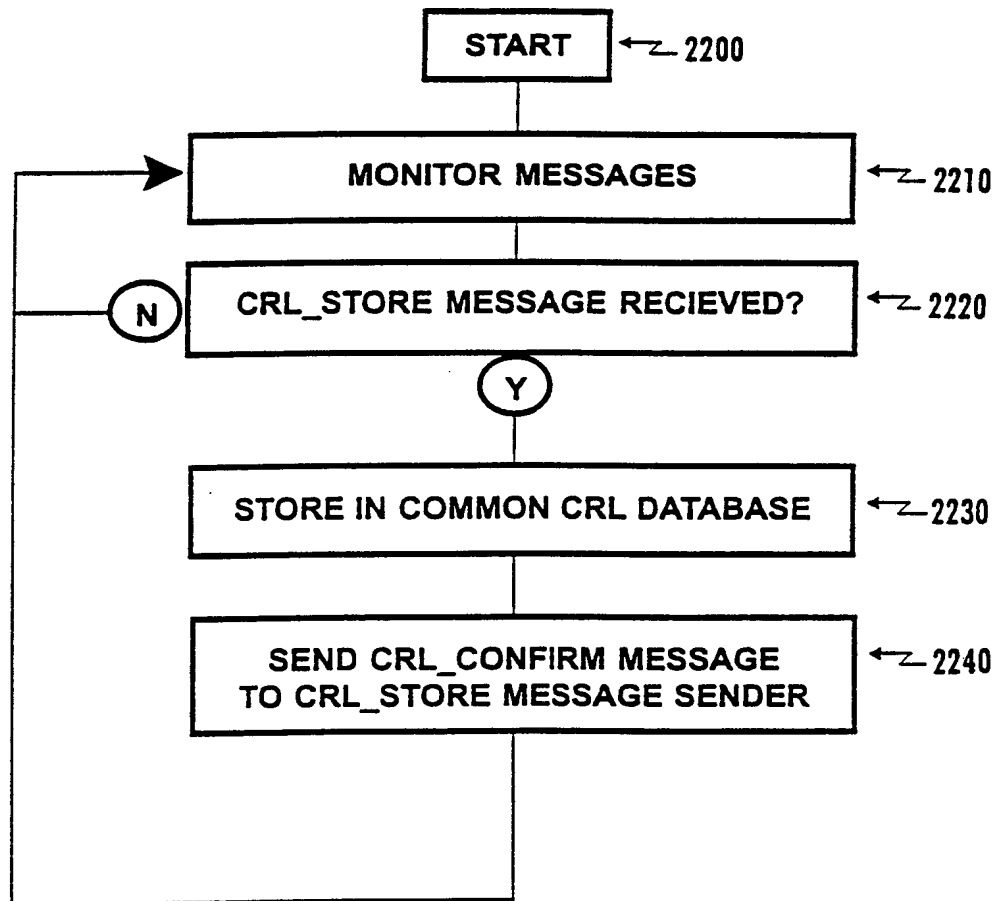 START
2200
MONITOR MESSAGES
2210
CRL_STORE MESSAGE RECIEVED?
2220
N
Y
STORE IN COMMON CRL DATABASE
2230
SEND CRL_CONFIRM MESSAGE
TO CRL_STORE MESSAGE SENDER
2240